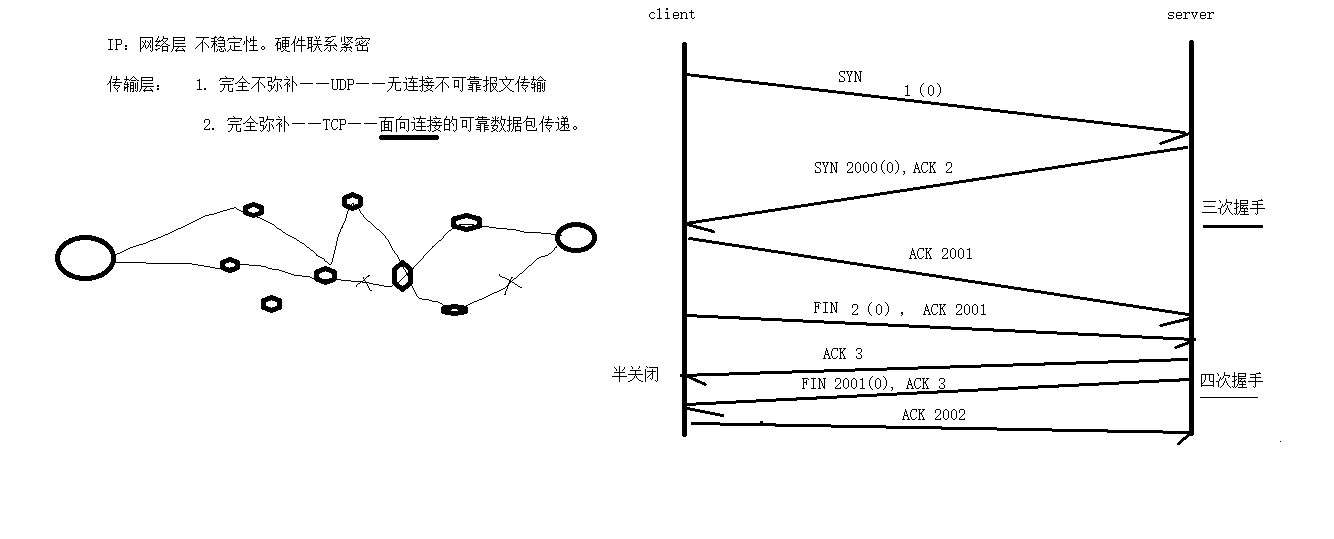 IP: 网络层 不稳定性。硬件联系紧密
传输层: 1. 完全不弥补——UDP——无连接不可靠报文传输
2. 完全弥补——TCP——面向连接的可靠数据包传递。
client
server
SYN
1 (0)
SYN 2000(0), ACK 2
三次握手
ACK 2001
FIN 2 (0) , ACK 2001
ACK 3
半关闭
FIN 2001(0), ACK 3
四次握手
ACK 2002